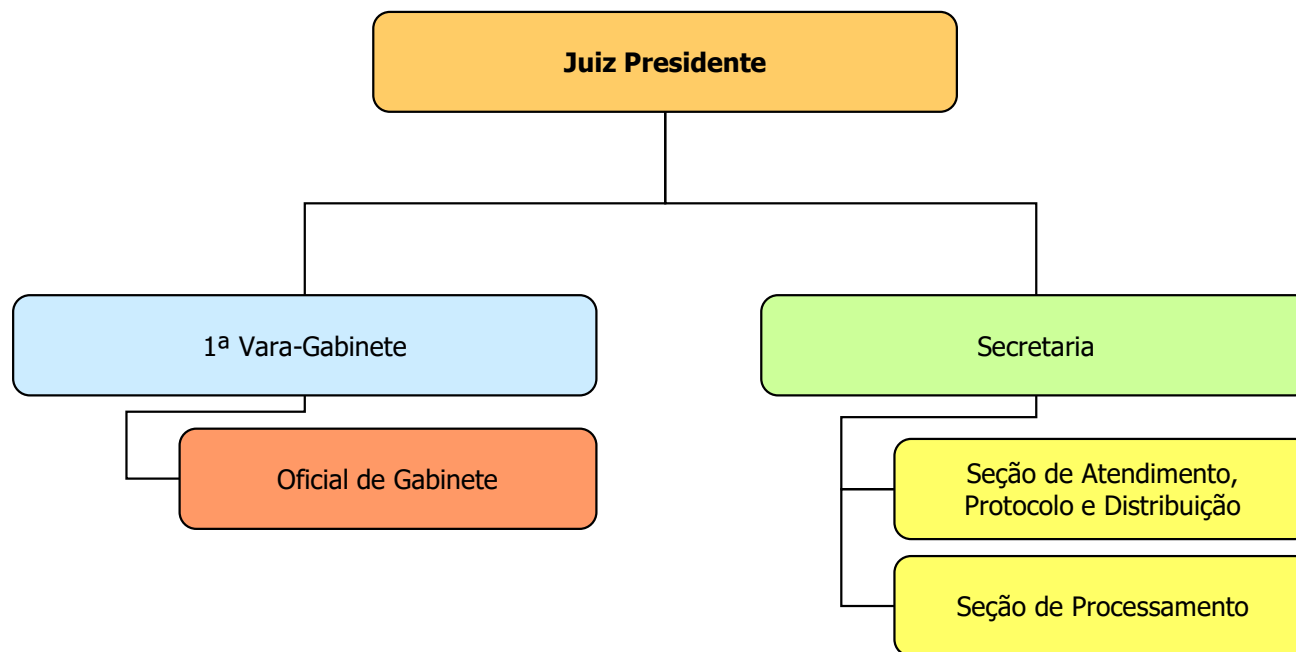 Juiz Presidente
1ª Vara-Gabinete
Secretaria
Oficial de Gabinete
Seção de Atendimento,
Protocolo e Distribuição
Seção de Processamento